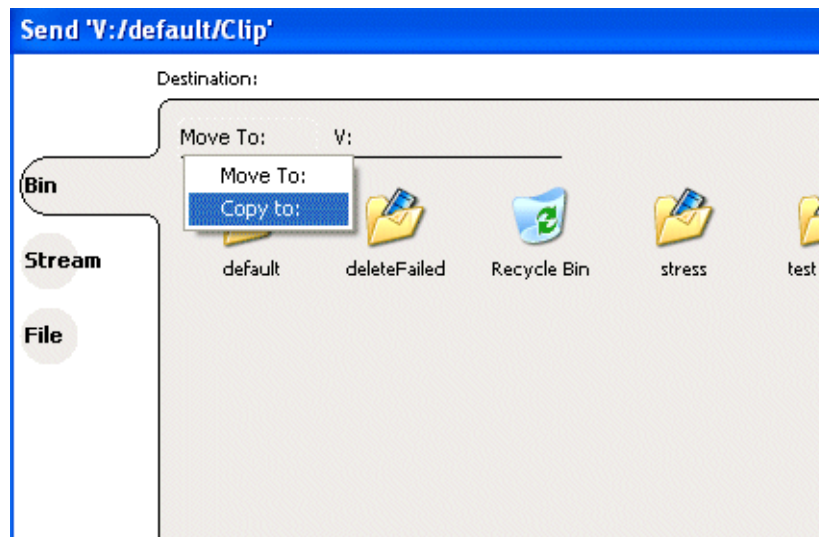 Send 'V:/default/Clip'
Destination:
Move To: V:
Move To:
Copy to:
Bin
Stream
File
default deleteFailed Recycle Bin stress test